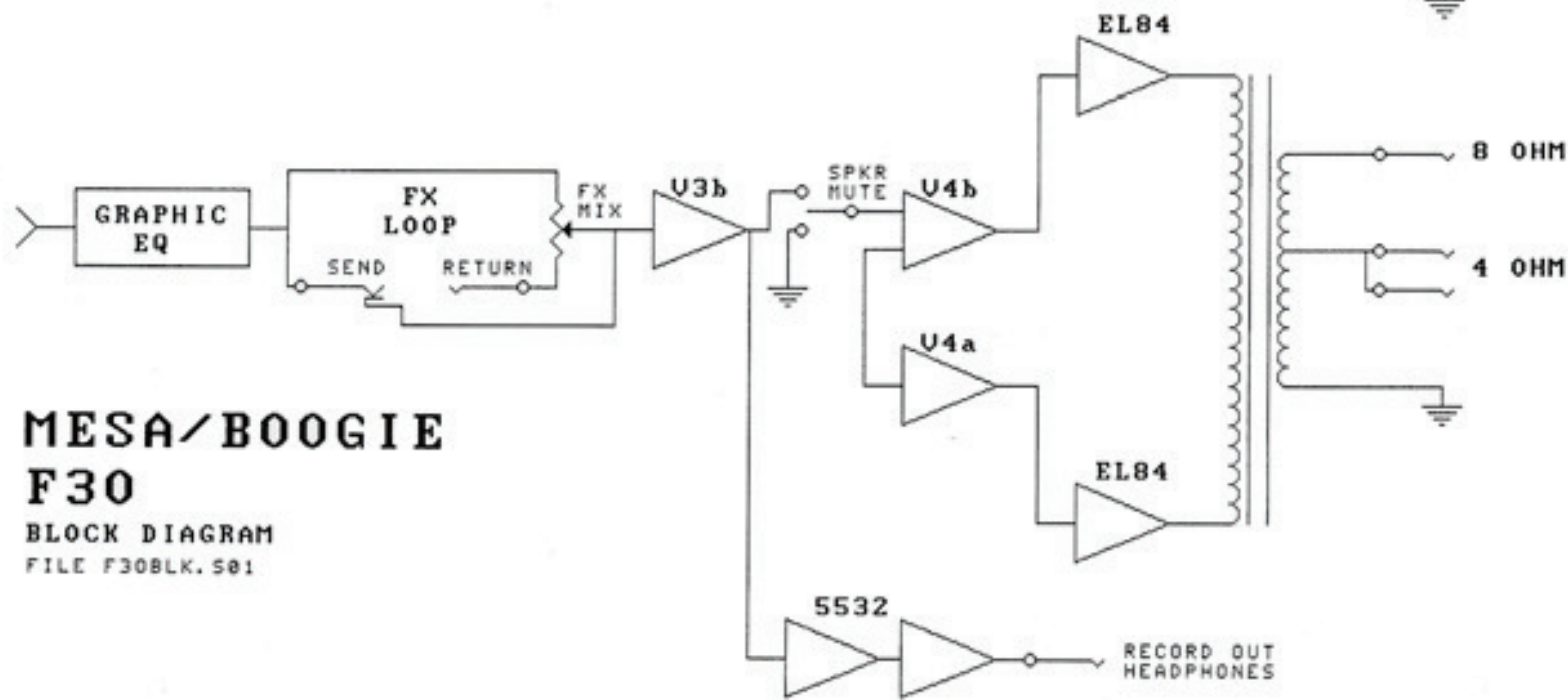 EL84
8 OHM
SPKR
MUTE
V3b
V4b
FX
MIX
FX
LOOP
GRAPHIC
EQ
SEND
RETURN
4 OHM
V4a
MESA/BOOGIE
F30
BLOCK DIAGRAM
FILE F30BLK.S01
EL84
5532
RECORD OUT
HEADPHONES